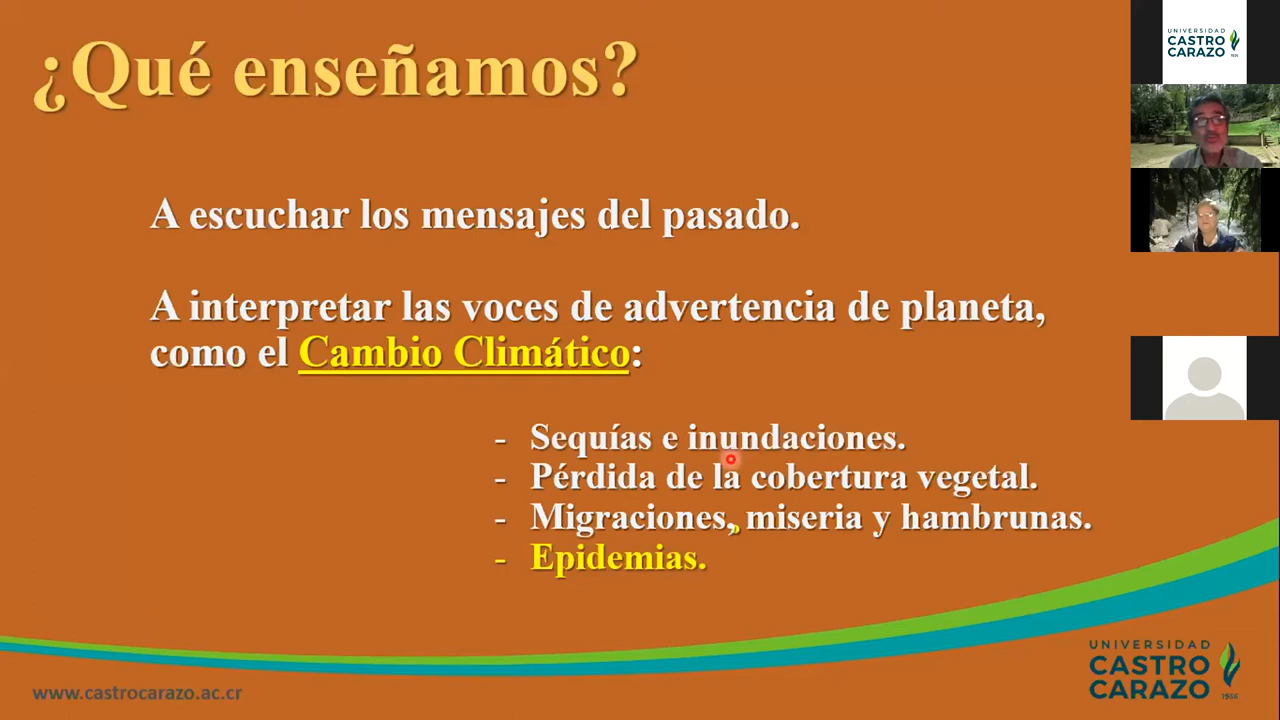 ¿Qué enseñamos?
A escuchar los mensajes del pasado.
A interpretar las voces de advertencia de planeta,
como el Cambio Climático:
- Sequías e inundaciones.
- Pérdida de la cobertura vegetal.
- Migraciones, miseria y hambrunas.
- Epidemias.
www.castrocarazo.ac.cr
UNIVERSIDAD
CASTRO
CARAZO
1936
UNIVERSIDAD
CASTRO
CARAZO